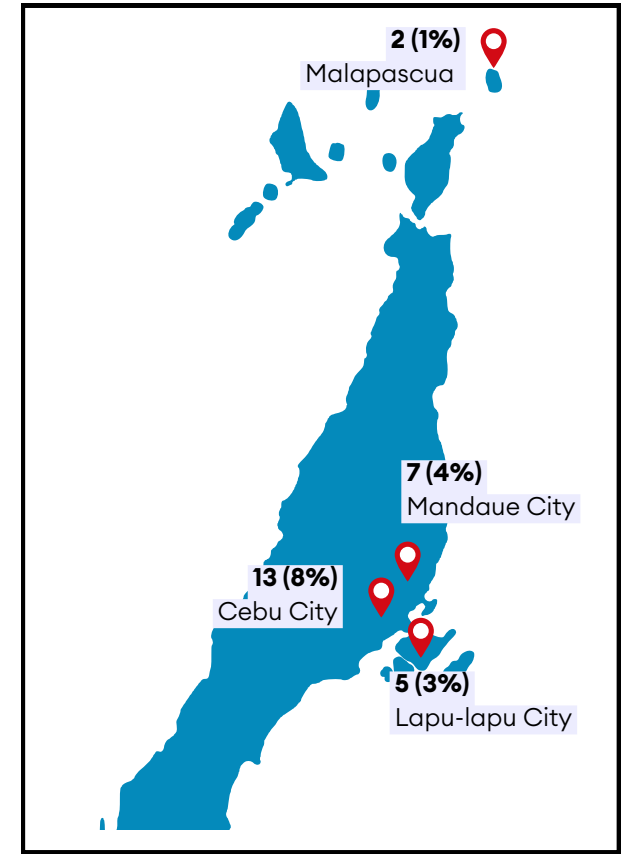 2 (1%)
Malapascua
7 (4%)
Mandaue City
13 (8%)
Cebu City
5 (3%)
Lapu-lapu City